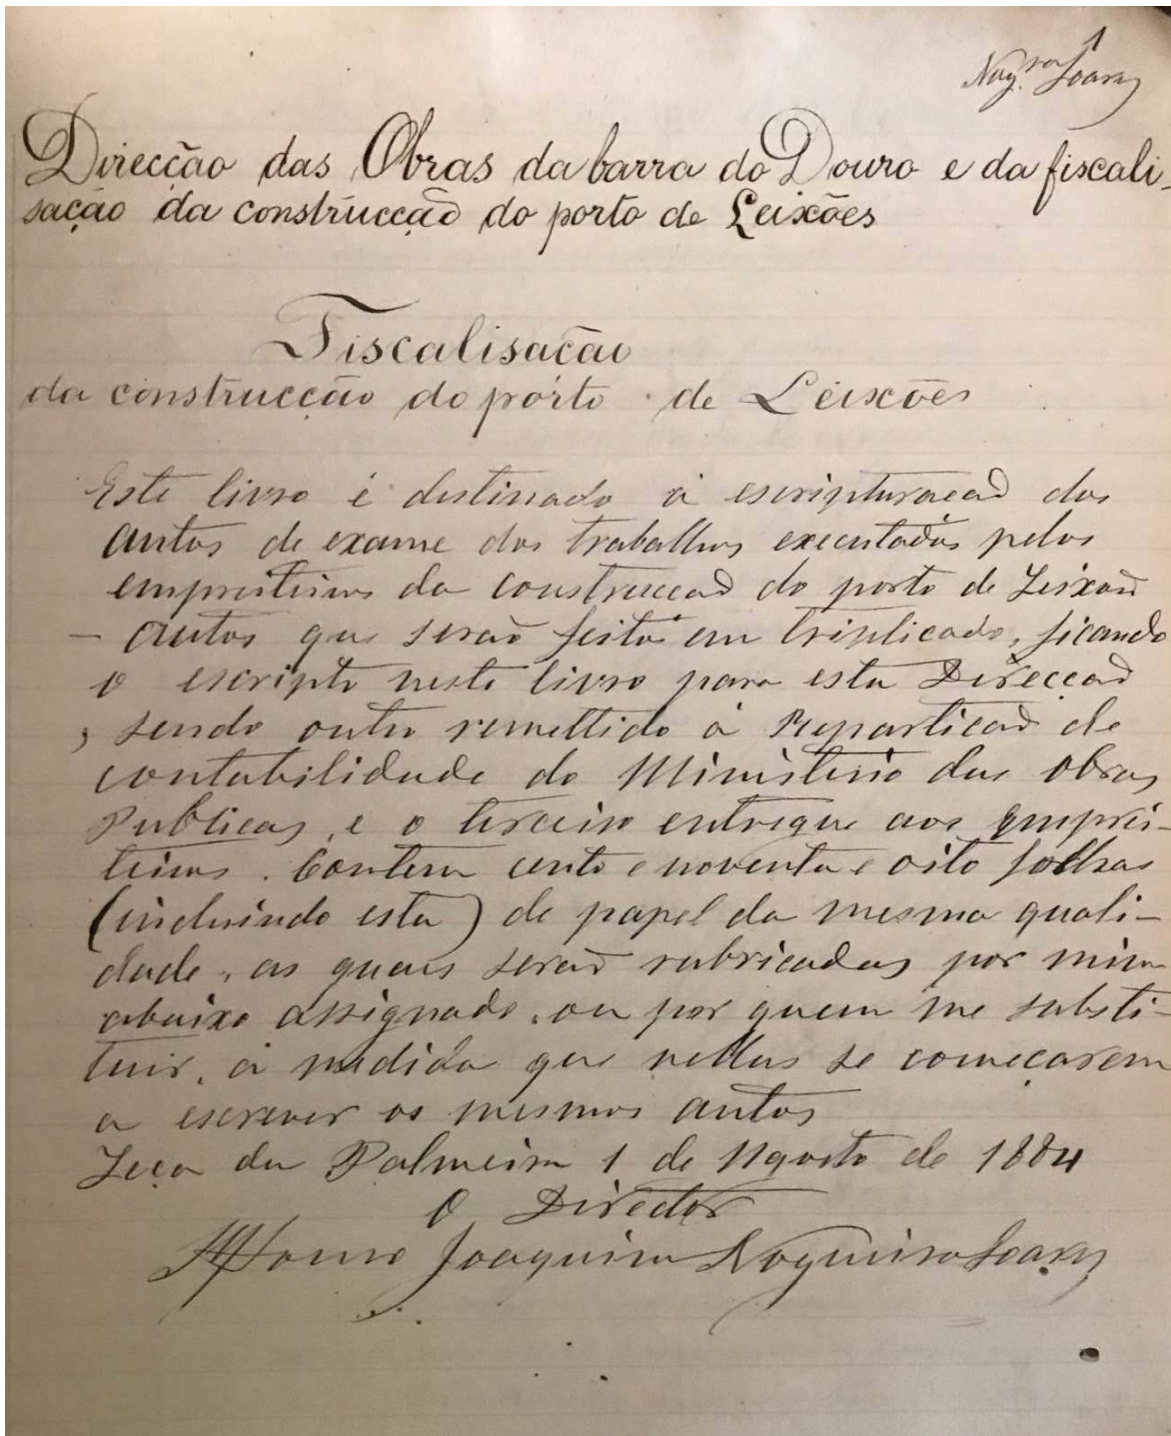 1
Nog.ra Soares
Direcção das Obras da barra do Douro e da fiscali-
sação da construcção do porto de Leixões
Fiscalisação
da construcção do porto de Leixões
Este livro é destinado á escripturacaõ dos
autos de exame dos trabalhos executados pelos
empreiteiros da construccaõ do porto de Leixões
- autos que seraõ feitos em triplicado, ficando
o escripto neste livro para esta Direccaõ
, sendo outro remettido á Reparticaõ de
contabilidade do Ministerio das Obras
Publicas, e o terceiro entregue aos Emprei-
teiros. Contem cento e noventa e oito folhas
(incluindo esta) de papel da mesma quali-
dade, as quaes seraõ rubricadas por mim
abaixo assignado, ou por quem me substi-
tuir, á medida que nellas se começarem
a escrever os mesmos autos
Leça da Palmeira 1 de Agosto de 1884
O Director
Affonso Joaquim Nogueira Soares